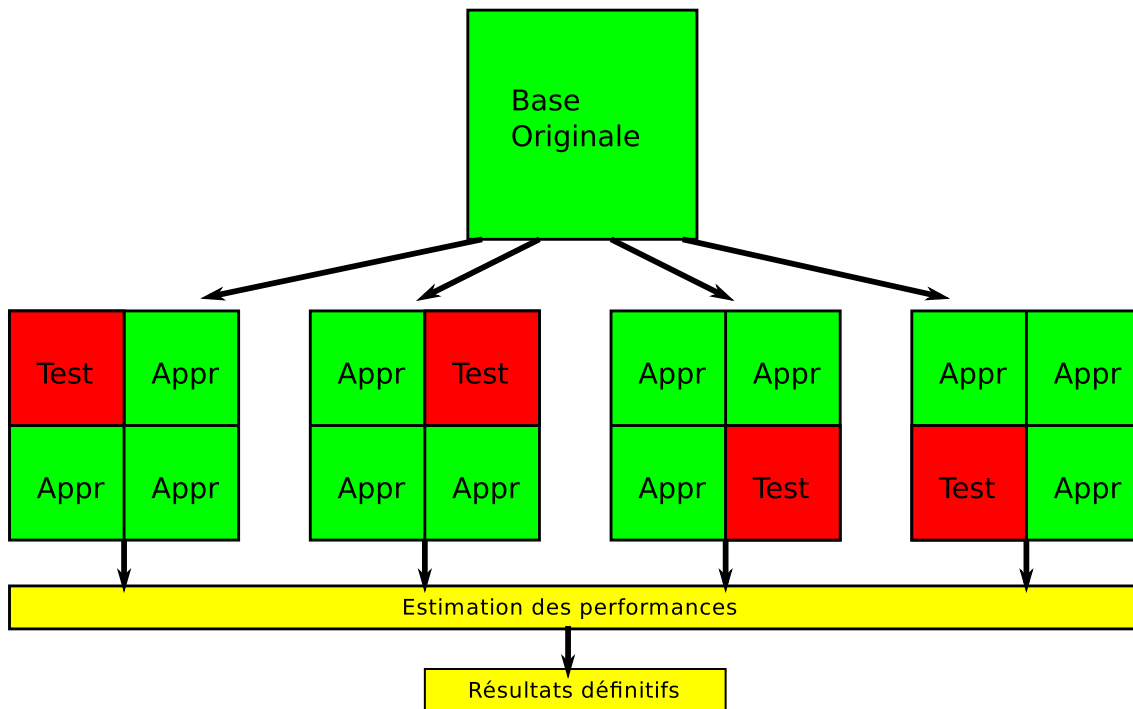 Base
Originale
Test Appr Appr Test Appr Appr Appr Appr
Appr Appr Appr Appr Appr Test Test Appr
Estimation des performances
Résultats définitifs